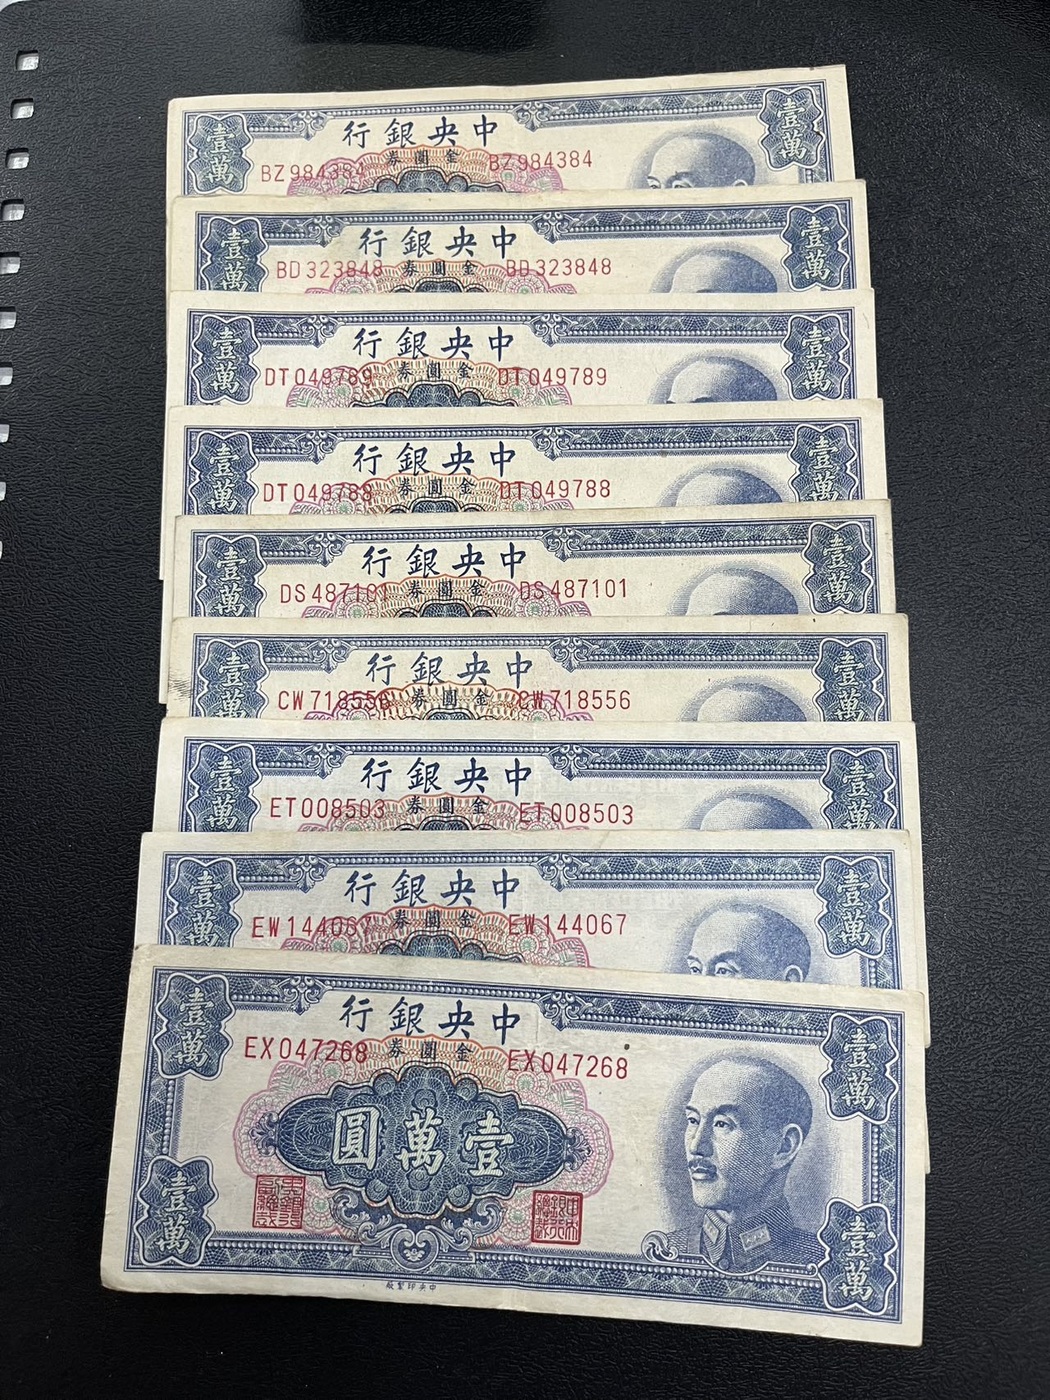 壹萬 中央銀行 壹萬
BZ984384 金圓券 BZ984384
壹萬 中央銀行 壹萬
BD323848 金圓券 BD323848
壹萬 中央銀行 壹萬
DT049789 金圓券 DT049789
壹萬 中央銀行 壹萬
DT049788 金圓券 DT049788
壹萬 中央銀行 壹萬
DS487101 金圓券 DS487101
壹萬 中央銀行 壹萬
CW718556 金圓券 CW718556
壹萬 中央銀行 壹萬
ET008503 金圓券 ET008503
壹萬 中央銀行 壹萬
EW144067 金圓券 EW144067
壹萬 中央銀行 壹萬
EX047268 金圓券 EX047268
壹萬圓
壹萬 壹萬
中央印製廠